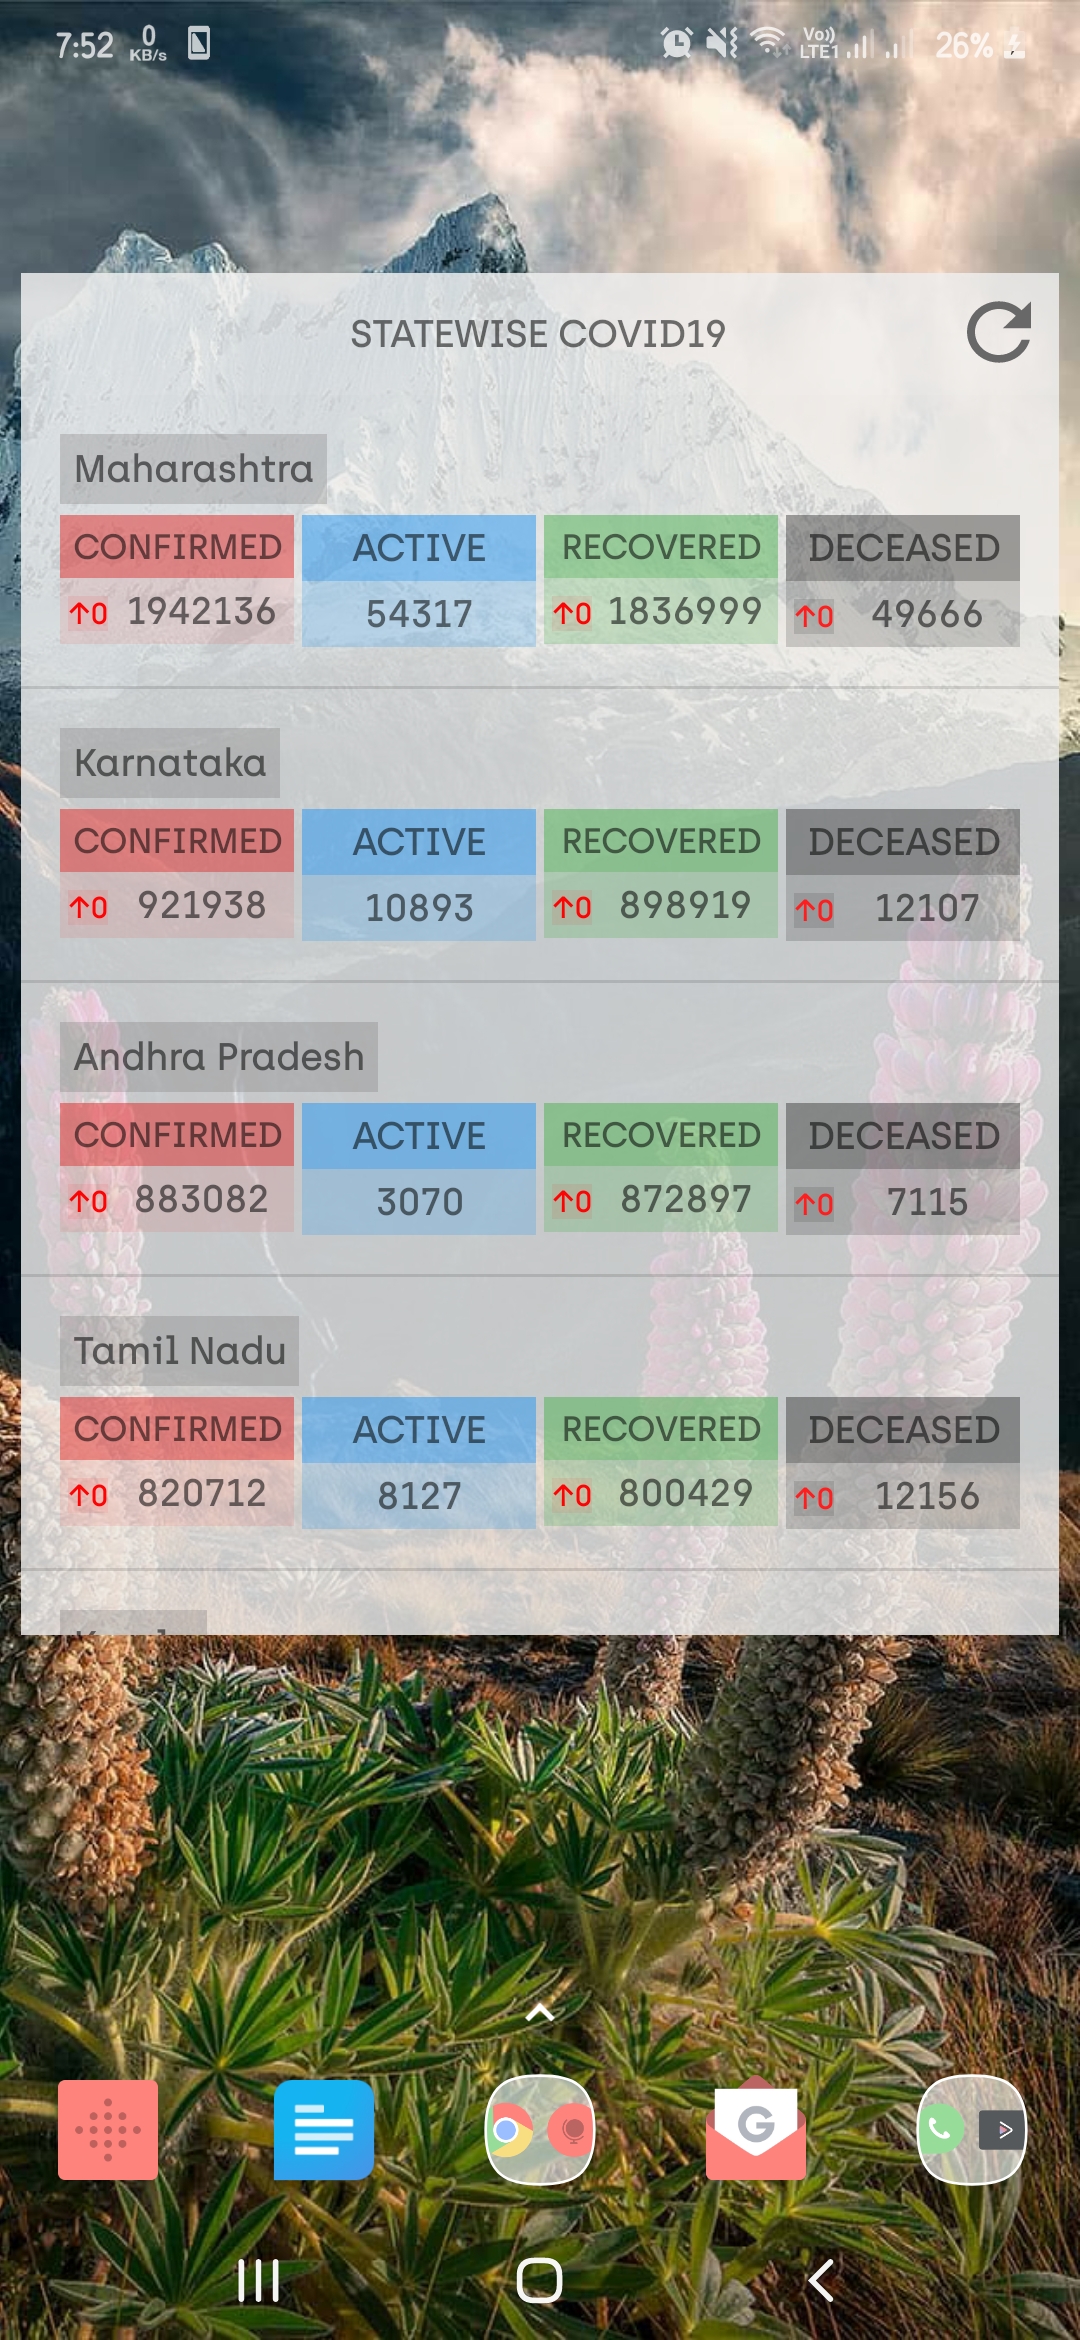 7:52 0 KB/s Vo)) LTE1 26%
STATEWISE COVID19
Maharashtra
CONFIRMED ACTIVE RECOVERED DECEASED
↑0 1942136 54317 ↑0 1836999 ↑0 49666
Karnataka
CONFIRMED ACTIVE RECOVERED DECEASED
↑0 921938 10893 ↑0 898919 ↑0 12107
Andhra Pradesh
CONFIRMED ACTIVE RECOVERED DECEASED
↑0 883082 3070 ↑0 872897 ↑0 7115
Tamil Nadu
CONFIRMED ACTIVE RECOVERED DECEASED
↑0 820712 8127 ↑0 800429 ↑0 12156
G